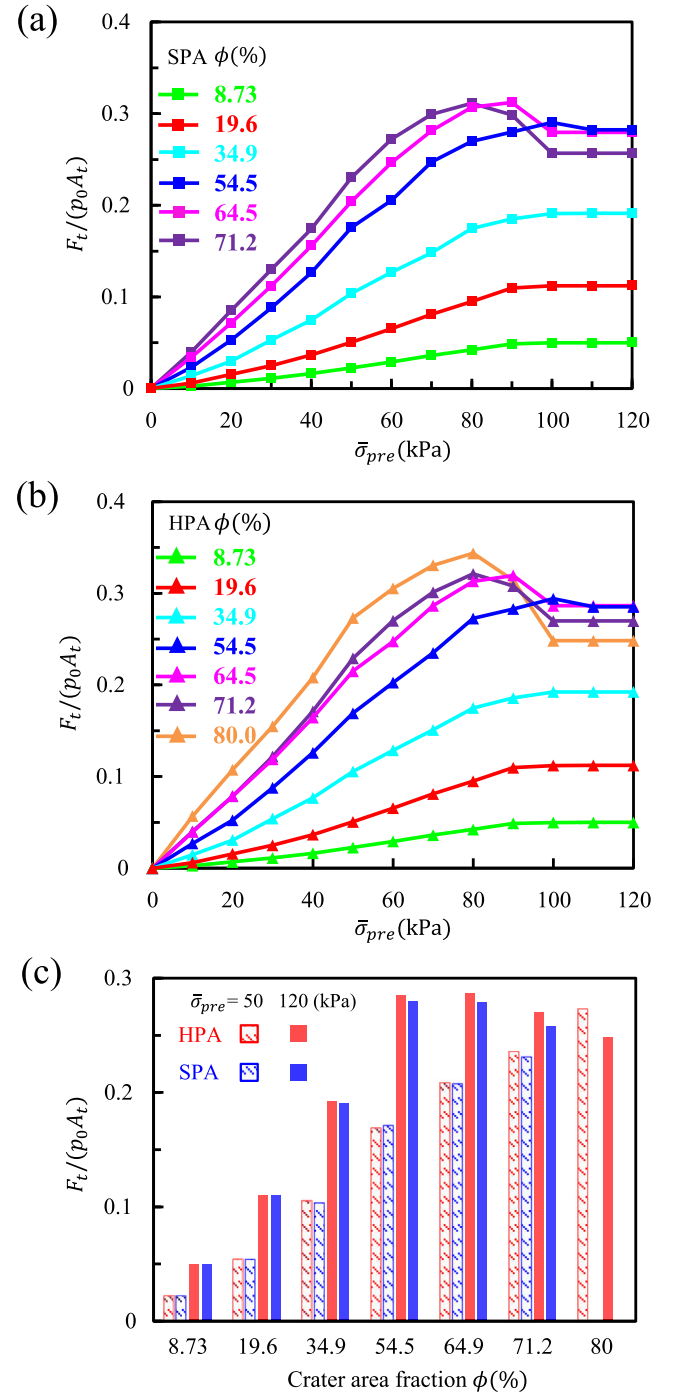 (a)
0.4
0.3
0.2
0.1
0
F_t/(p_0A_t)
SPA ϕ(%)
8.73
19.6
34.9
54.5
64.5
71.2
0 20 40 60 80 100 120
σ̄_pre(kPa)
(b)
0.4
0.3
0.2
0.1
0
F_t/(p_0A_t)
HPA ϕ(%)
8.73
19.6
34.9
54.5
64.5
71.2
80.0
0 20 40 60 80 100 120
σ̄_pre(kPa)
(c)
0.3
0.2
0.1
0
F_t/(p_0A_t)
σ̄_pre= 50 120 (kPa)
HPA
SPA
8.73 19.6 34.9 54.5 64.9 71.2 80
Crater area fraction ϕ(%)